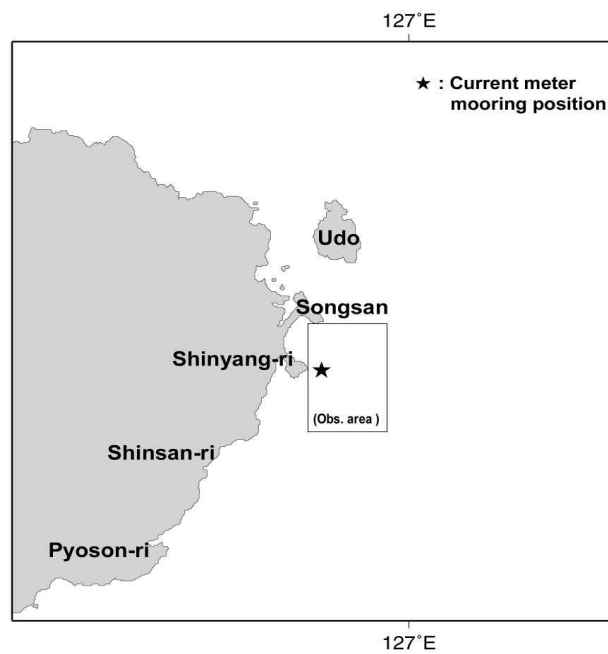 127°E
★ : Current meter
mooring position
Udo
Songsan
Shinyang-ri
(Obs. area )
Shinsan-ri
Pyoson-ri
127°E